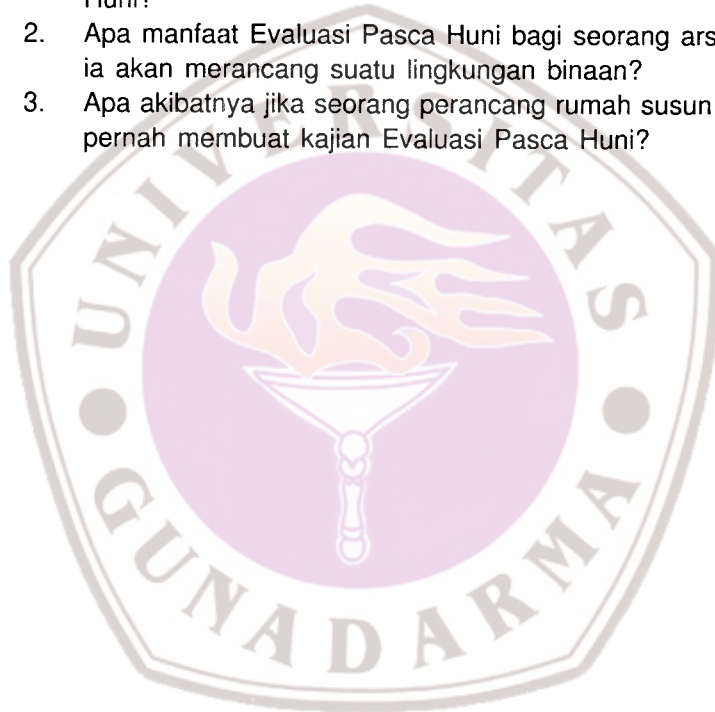 Huni?
2. Apa manfaat Evaluasi Pasca Huni bagi seorang ars
ia akan merancang suatu lingkungan binaan?
3. Apa akibatnya jika seorang perancang rumah susun
pernah membuat kajian Evaluasi Pasca Huni?
UNIVERSITAS
GUNADARMA